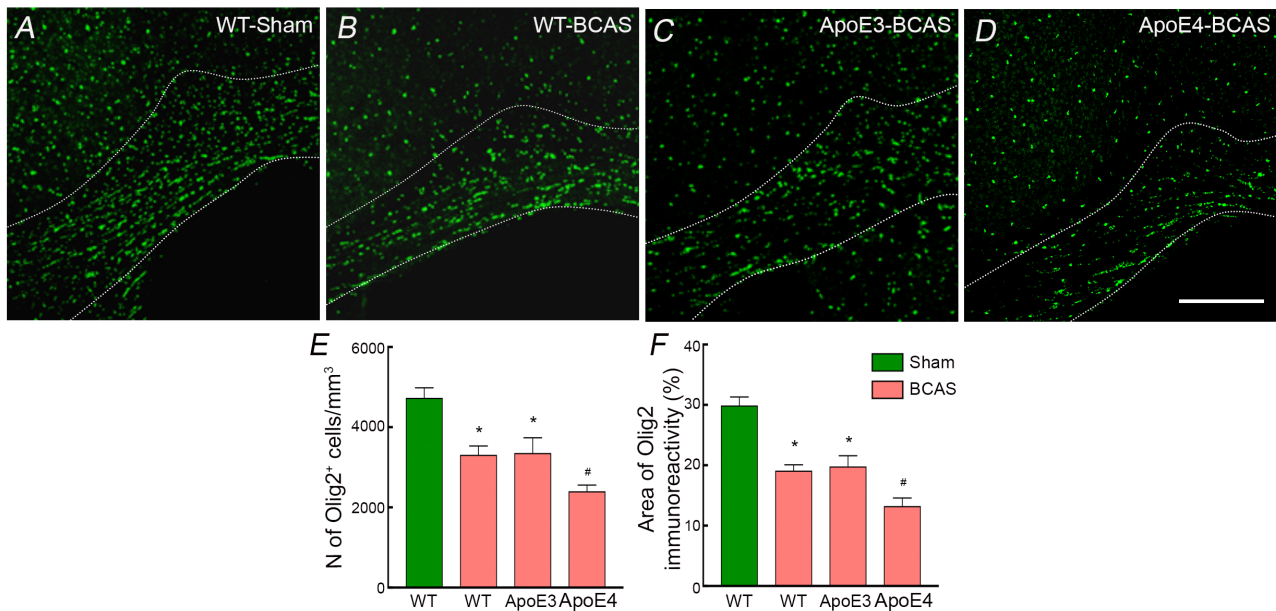 A WT-Sham
B WT-BCAS
C ApoE3-BCAS
D ApoE4-BCAS
E
N of Olig2⁺ cells/mm³
6000
4000
2000
0
*
*
#
WT WT ApoE3 ApoE4
F
Area of Olig2
immunoreactivity (%)
40
30
20
10
0
Sham
BCAS
*
*
#
WT WT ApoE3 ApoE4